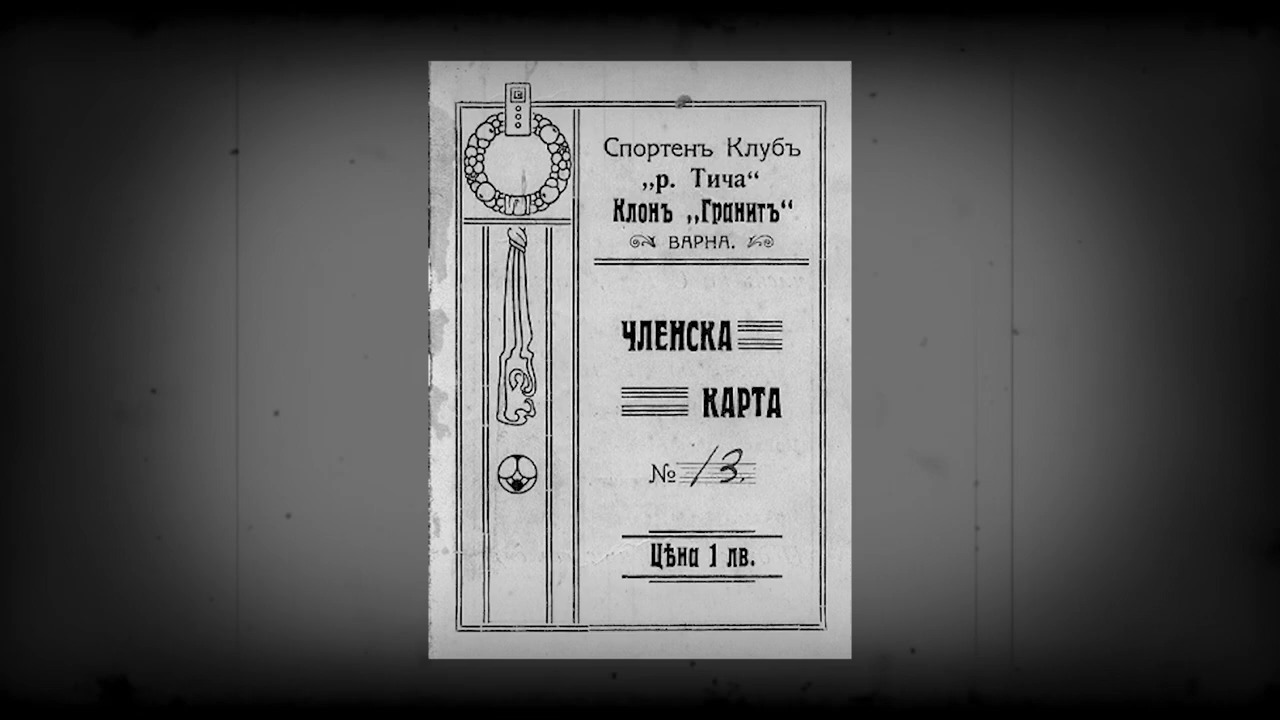 Спортенъ Клубъ
„р. Тича“
Клонъ „Гранитъ“
ВАРНА.
ЧЛЕНСКА
КАРТА
№ 13.
Цѣна 1 лв.